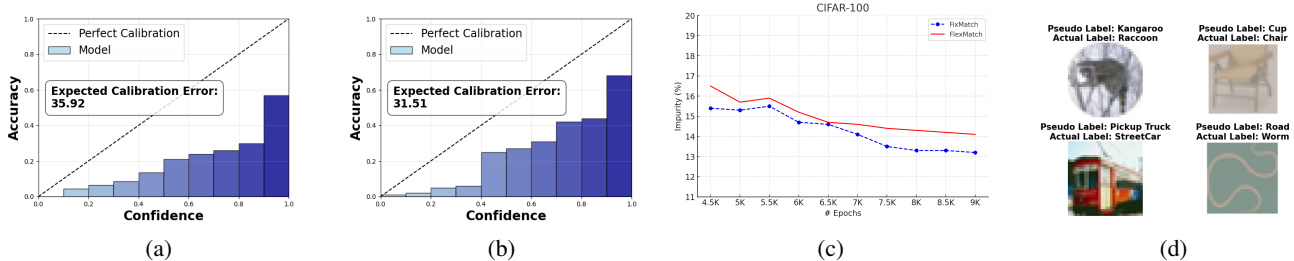 Perfect Calibration
Model
Expected Calibration Error:
35.92
Accuracy
1.0
0.8
0.6
0.4
0.2
0.0
0.0 0.2 0.4 0.6 0.8 1.0
Confidence
(a)
Perfect Calibration
Model
Expected Calibration Error:
31.51
Accuracy
1.0
0.8
0.6
0.4
0.2
0.0
0.0 0.2 0.4 0.6 0.8 1.0
Confidence
(b)
CIFAR-100
FixMatch
FlexMatch
Impurity (%)
20
19
18
17
16
15
14
13
12
11
4.5K 5K 5.5K 6K 6.5K 7K 7.5K 8K 8.5K 9K
# Epochs
(c)
Pseudo Label: Kangaroo
Actual Label: Raccoon
Pseudo Label: Cup
Actual Label: Chair
Pseudo Label: Pickup Truck
Actual Label: StreetCar
Pseudo Label: Road
Actual Label: Worm
(d)